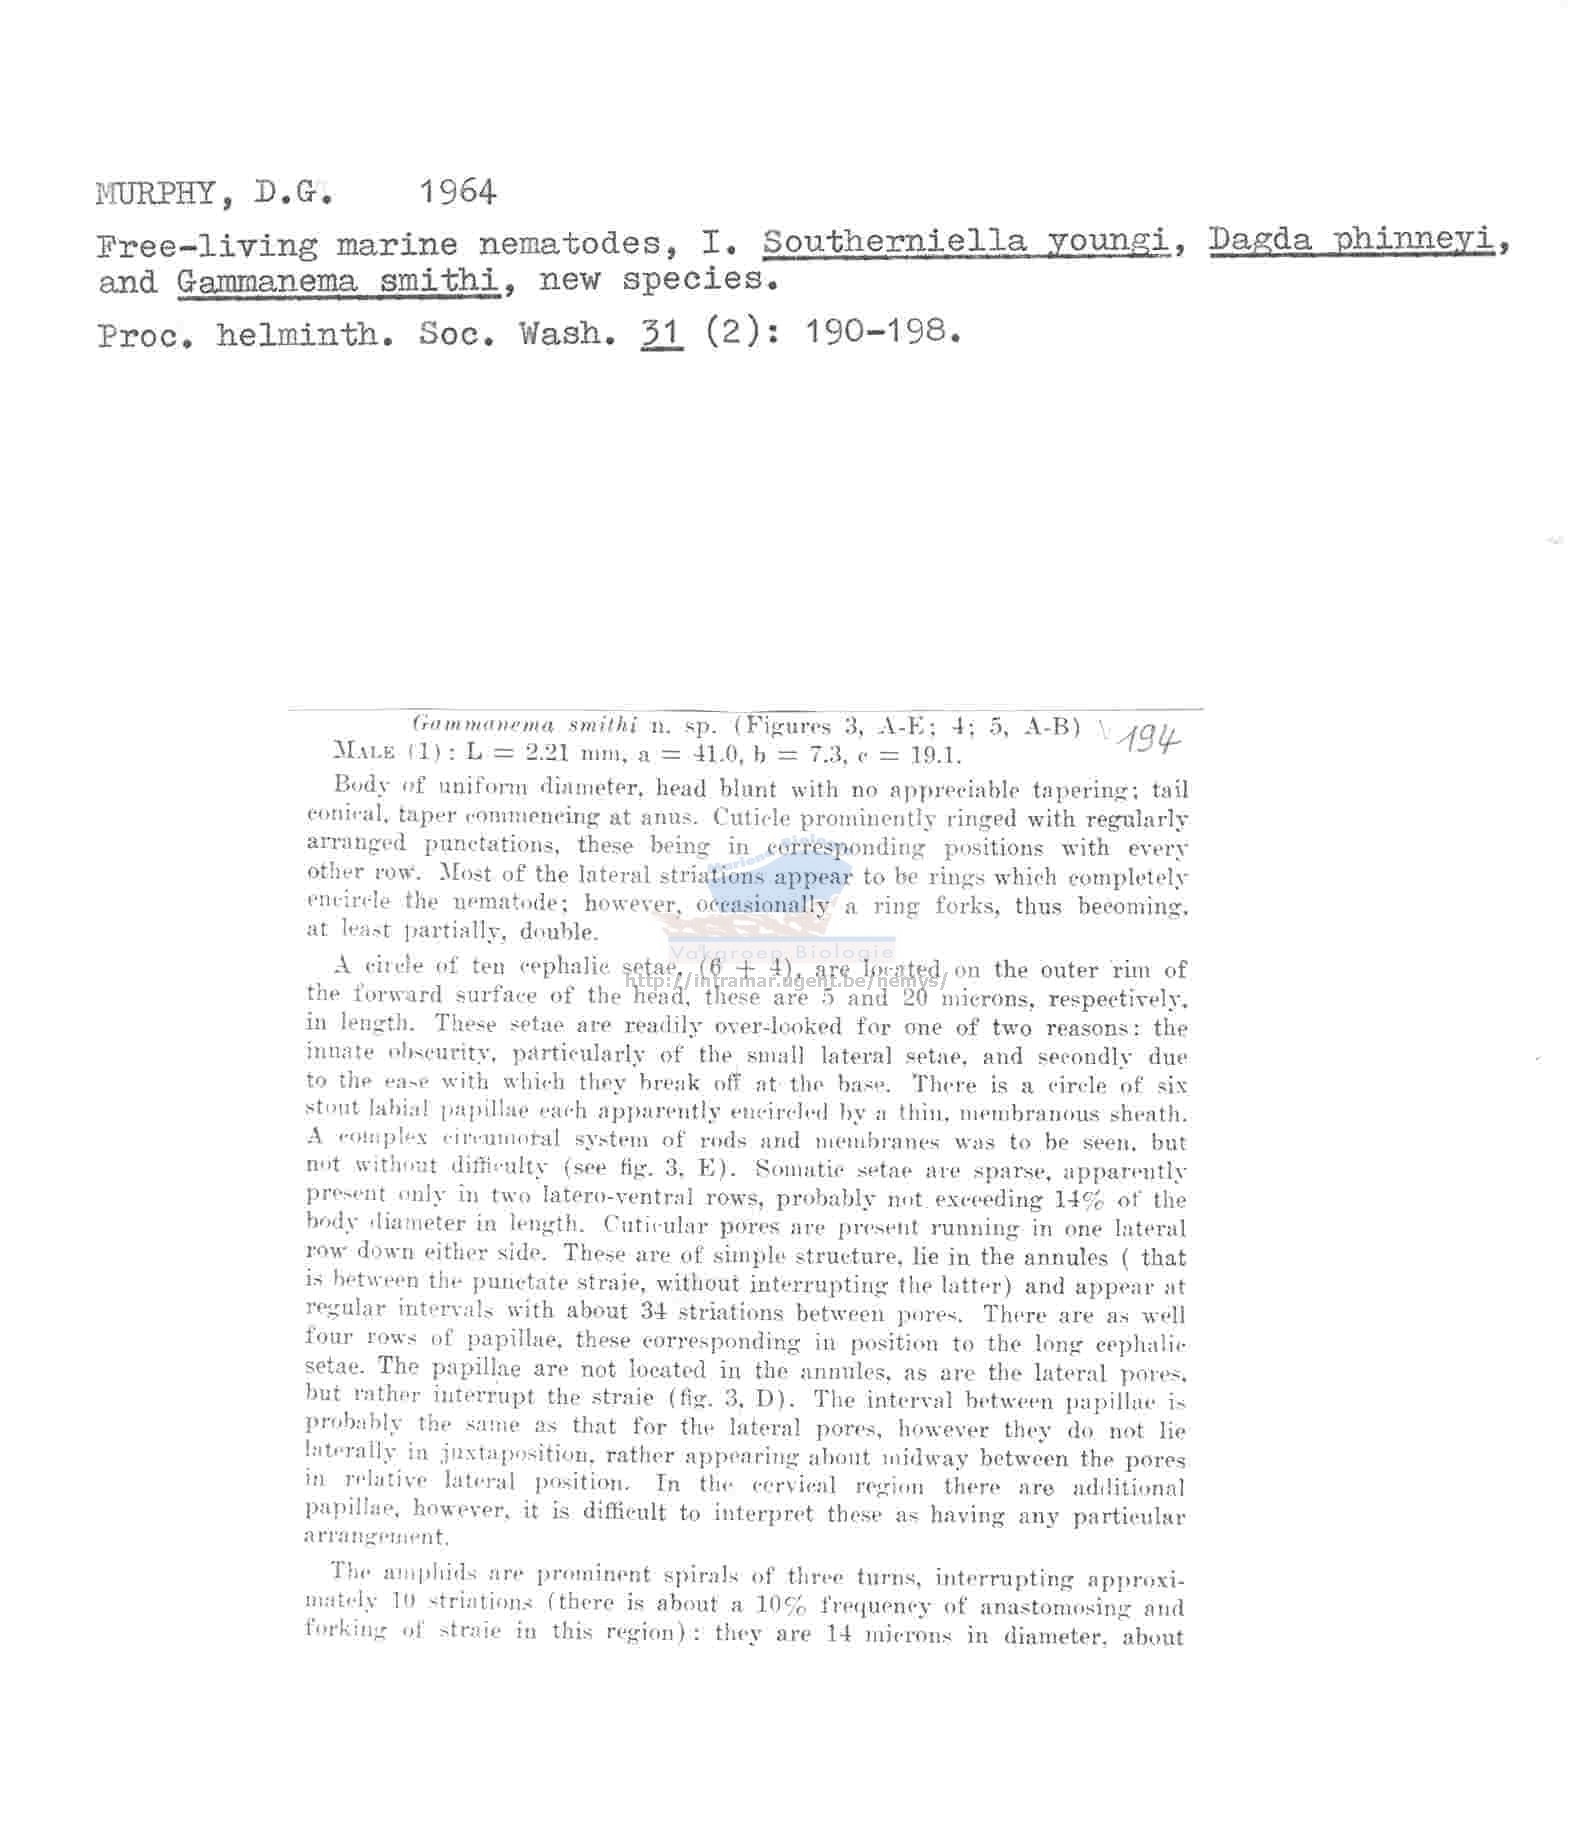 MURPHY, D.G. 1964
Free-living marine nematodes, I. Southerniella youngi, Dagda phinneyi,
and Gammanema smithi, new species.
Proc. helminth. Soc. Wash. 31 (2): 190-198.
Gammanema smithi n. sp. (Figures 3, A-E; 4; 5, A-B)
194
MALE (1): L = 2.21 mm, a = 41.0, b = 7.3, c = 19.1.
Body of uniform diameter, head blunt with no appreciable tapering; tail
conical, taper commencing at anus. Cuticle prominently ringed with regularly
arranged punctations, these being in corresponding positions with every
other row. Most of the lateral striations appear to be rings which completely
encircle the nematode; however, occasionally a ring forks, thus becoming,
at least partially, double.
Mariene Biologie
Vakgroep Biologie
http://intramar.ugent.be/nemys/
A circle of ten cephalic setae, (6 + 4), are located on the outer rim of
the forward surface of the head, these are 5 and 20 microns, respectively,
in length. These setae are readily over-looked for one of two reasons: the
innate obscurity, particularly of the small lateral setae, and secondly due
to the ease with which they break off at the base. There is a circle of six
stout labial papillae each apparently encircled by a thin, membranous sheath.
A complex circumoral system of rods and membranes was to be seen, but
not without difficulty (see fig. 3, E). Somatic setae are sparse, apparently
present only in two latero-ventral rows, probably not exceeding 14% of the
body diameter in length. Cuticular pores are present running in one lateral
row down either side. These are of simple structure, lie in the annules ( that
is between the punctate straie, without interrupting the latter) and appear at
regular intervals with about 34 striations between pores. There are as well
four rows of papillae, these corresponding in position to the long cephalic
setae. The papillae are not located in the annules, as are the lateral pores,
but rather interrupt the straie (fig. 3, D). The interval between papillae is
probably the same as that for the lateral pores, however they do not lie
laterally in juxtaposition, rather appearing about midway between the pores
in relative lateral position. In the cervical region there are additional
papillae, however, it is difficult to interpret these as having any particular
arrangement.
The amphids are prominent spirals of three turns, interrupting approxi-
mately 10 striations (there is about a 10% frequency of anastomosing and
forking of straie in this region): they are 14 microns in diameter, about